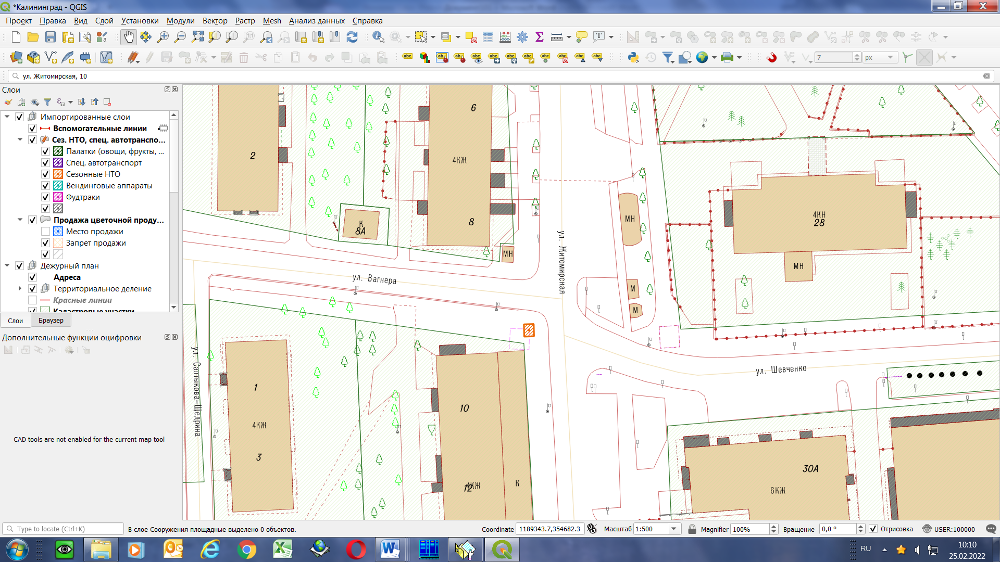 *Калининград - QGIS
Проект Правка Вид Слой Установки Модули Вектор Растр Mesh Анализ данных Справка
7 px
ул. Житомирская, 10
Слои
Импортированные слои
Вспомогательные линии
Сез. НТО, спец. автотранспо...
Палатки (овощи, фрукты, ...
Спец. автотранспорт
Сезонные НТО
Вендинговые аппараты
Фудтраки
Продажа цветочной проду...
Место продажи
Запрет продажи
Дежурный план
Адреса
Территориальное деление
Красные линии
Кадастровые участки
Слои Браузер
Дополнительные функции оцифровки
CAD tools are not enabled for the current map tool
2
6
4КЖ
8
К
8А
МН
МН
4КН
28
МН
М
М
ул. Вагнера
ул. Житомирская
ул. Шевченко
ул. Салтыкова-Щедрина
1
4КЖ
3
10
12
4КЖ
К
30А
6КЖ
Type to locate (Ctrl+K)
В слое Сооружения площадные выделено 0 объектов.
Coordinate 1189343.7,354682.3
Масштаб 1:500
Magnifier 100%
Вращение 0,0 °
Отрисовка
USER:100000
RU
10:10
25.02.2022